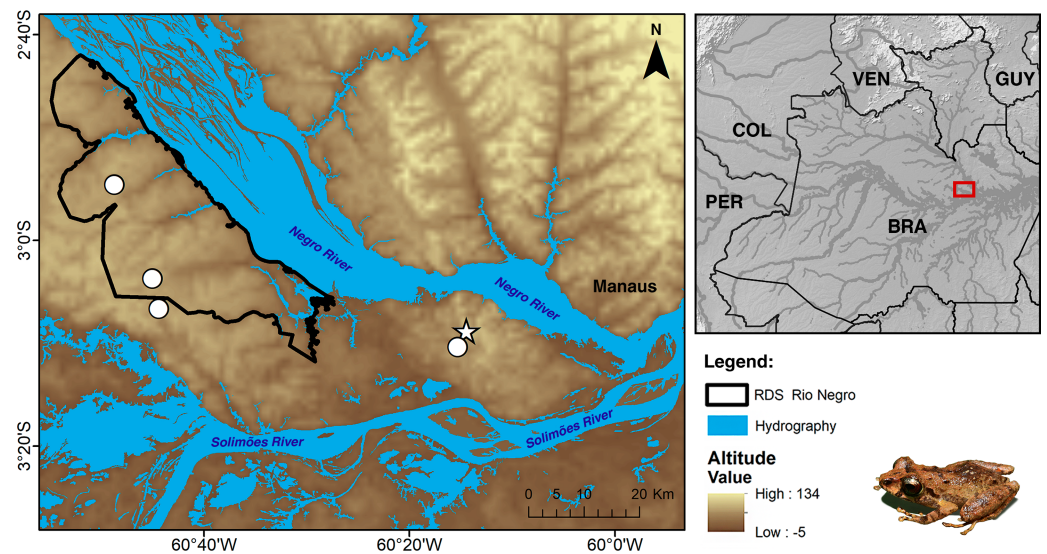 2°40'S
3°0'S
3°20'S
60°40'W
60°20'W
60°0'W
N
Negro River
Negro River
Manaus
Solimões River
Solimões River
0 5 10 20 Km
VEN
GUY
COL
PER
BRA
Legend:
RDS Rio Negro
Hydrography
Altitude
Value
High : 134
Low : -5